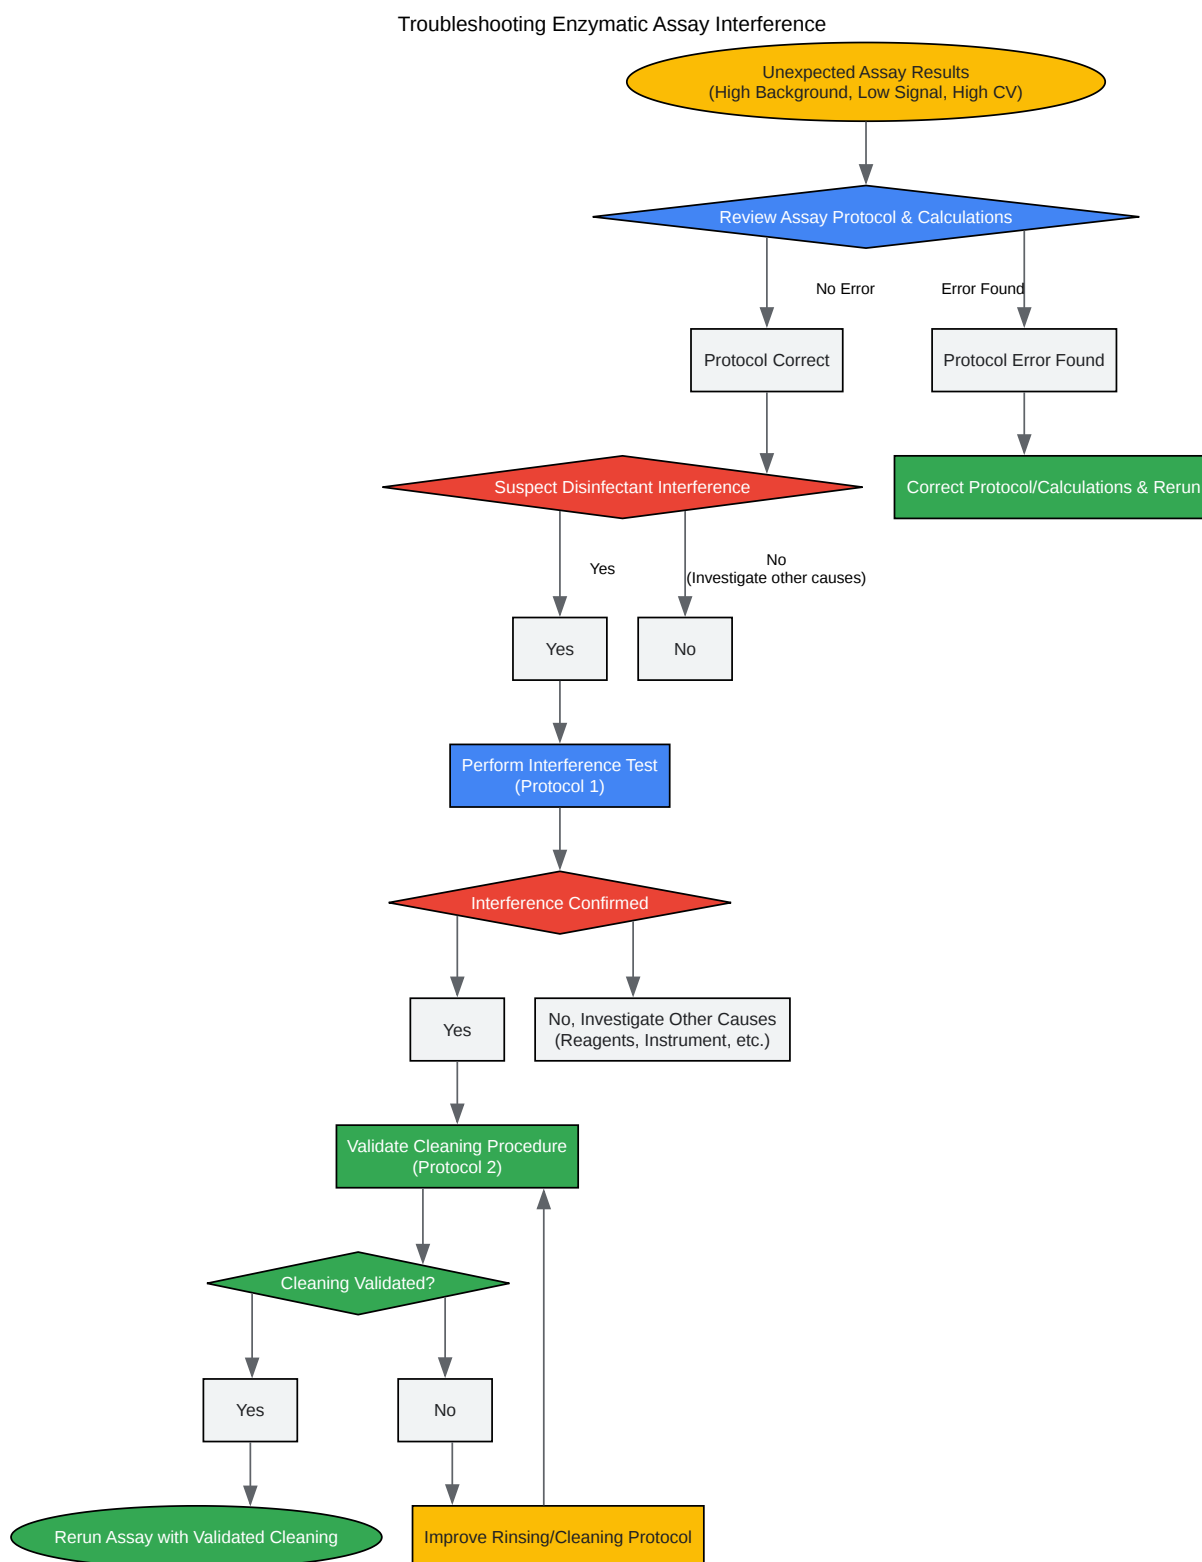 Troubleshooting Enzymatic Assay Interference
Unexpected Assay Results
(High Background, Low Signal, High CV)
Review Assay Protocol & Calculations
No Error
Error Found
Protocol Correct
Protocol Error Found
Suspect Disinfectant Interference
Correct Protocol/Calculations & Rerun
Yes
No
(Investigate other causes)
Yes
No
Perform Interference Test
(Protocol 1)
Interference Confirmed
Yes
No, Investigate Other Causes
(Reagents, Instrument, etc.)
Validate Cleaning Procedure
(Protocol 2)
Cleaning Validated?
Yes
No
Rerun Assay with Validated Cleaning
Improve Rinsing/Cleaning Protocol